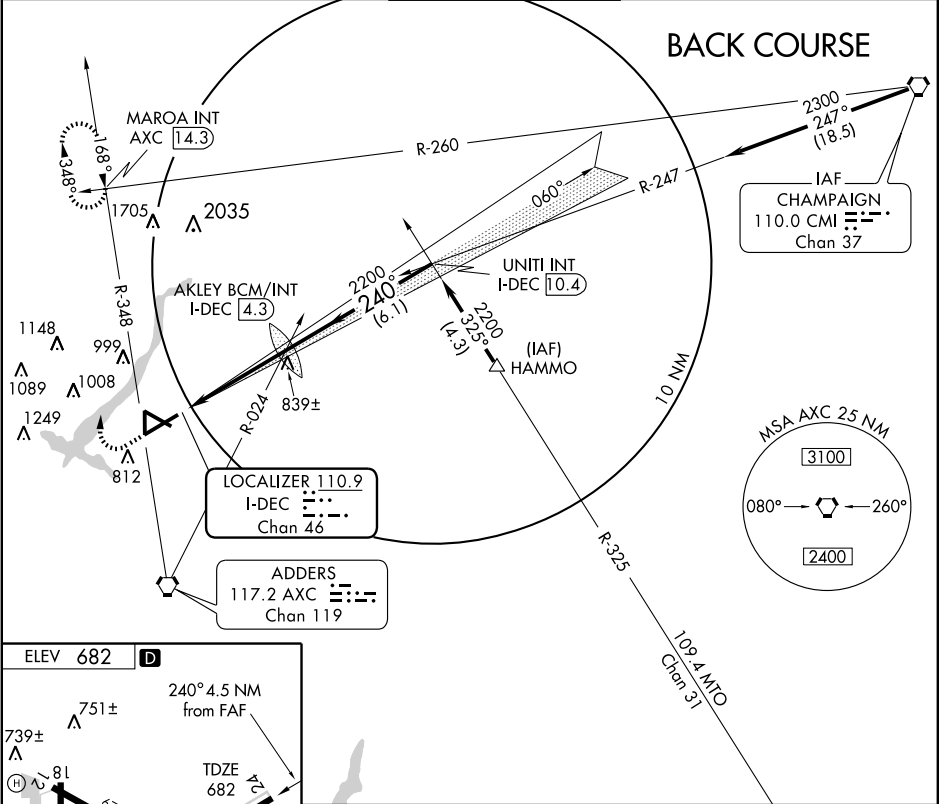 BACK COURSE
MAROA INT
AXC 14.3
168°
348°
R-260
2300
247°
(18.5)
R-247
060°
IAF
CHAMPAIGN
110.0 CMI
Chan 37
1705
2035
R-348
AKLEY BCM/INT
I-DEC 4.3
2200
240°
(6.1)
UNITI INT
I-DEC 10.4
2200
325°
(4.3)
(IAF)
HAMMO
1148
999
1089
1008
1249
812
839±
R-024
10 NM
LOCALIZER 110.9
I-DEC
Chan 46
ADDERS
117.2 AXC
Chan 119
MSA AXC 25 NM
3100
080°
260°
2400
R-325
109.4 MTO
Chan 31
ELEV 682 D
240° 4.5 NM
from FAF
751±
739±
H
12
18
TDZE
682
24